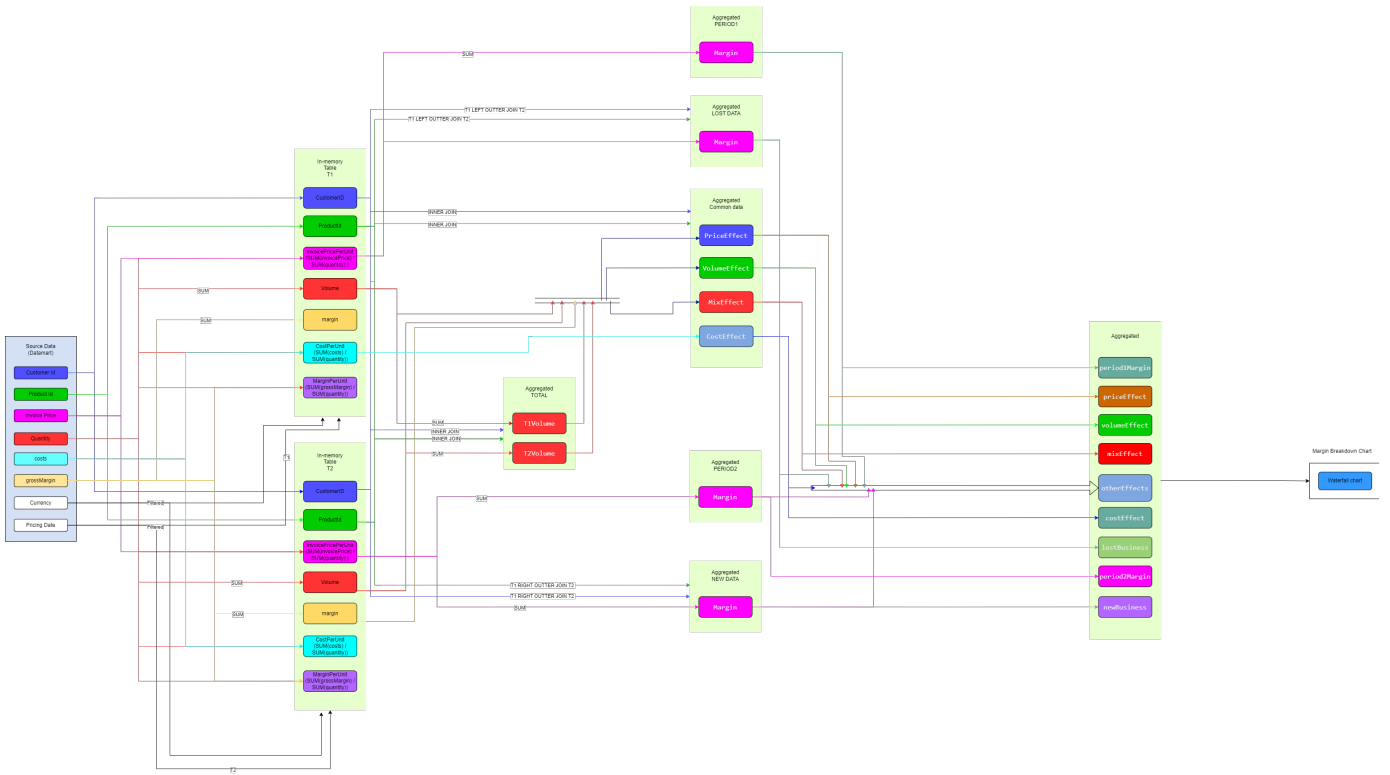 Aggregated
PERIOD1
Margin
SUM
Aggregated
LOST DATA
Margin
T1 LEFT OUTTER JOIN T2
T1 LEFT OUTTER JOIN T2
In-memory
Table
T1
CustomerID
ProductId
InvoicePricePerUnit
(SUM(InvoicePrice) /
SUM(quantity) )
Volume
margin
CostPerUnit
(SUM(costs) /
SUM(quantity))
MarginPerUnit
(SUM(grossMargin) /
SUM(quantity))
SUM
SUM
INNER JOIN
INNER JOIN
Aggregated
Common data
PriceEffect
VolumeEffect
MixEffect
CostEffect
Source Data
(Datamart)
Customer Id
Product Id
Invoice Price
Quantity
costs
grossMargin
Currency
Pricing Date
Filtered
Filtered
T1
T2
Aggregated
TOTAL
T1Volume
T2Volume
SUM
INNER JOIN
INNER JOIN
SUM
In-memory
Table
T2
CustomerID
ProductId
InvoicePricePerUnit
(SUM(InvoicePrice) /
SUM(quantity) )
Volume
margin
CostPerUnit
(SUM(costs) /
SUM(quantity))
MarginPerUnit
(SUM(grossMargin) /
SUM(quantity))
SUM
SUM
Aggregated
PERIOD2
Margin
SUM
Aggregated
NEW DATA
Margin
T1 RIGHT OUTTER JOIN T2
T1 RIGHT OUTTER JOIN T2
SUM
Aggregated
period1Margin
priceEffect
volumeEffect
mixEffect
otherEffects
costEffect
lostBusiness
period2Margin
newBusiness
Margin Breakdown Chart
Waterfall chart